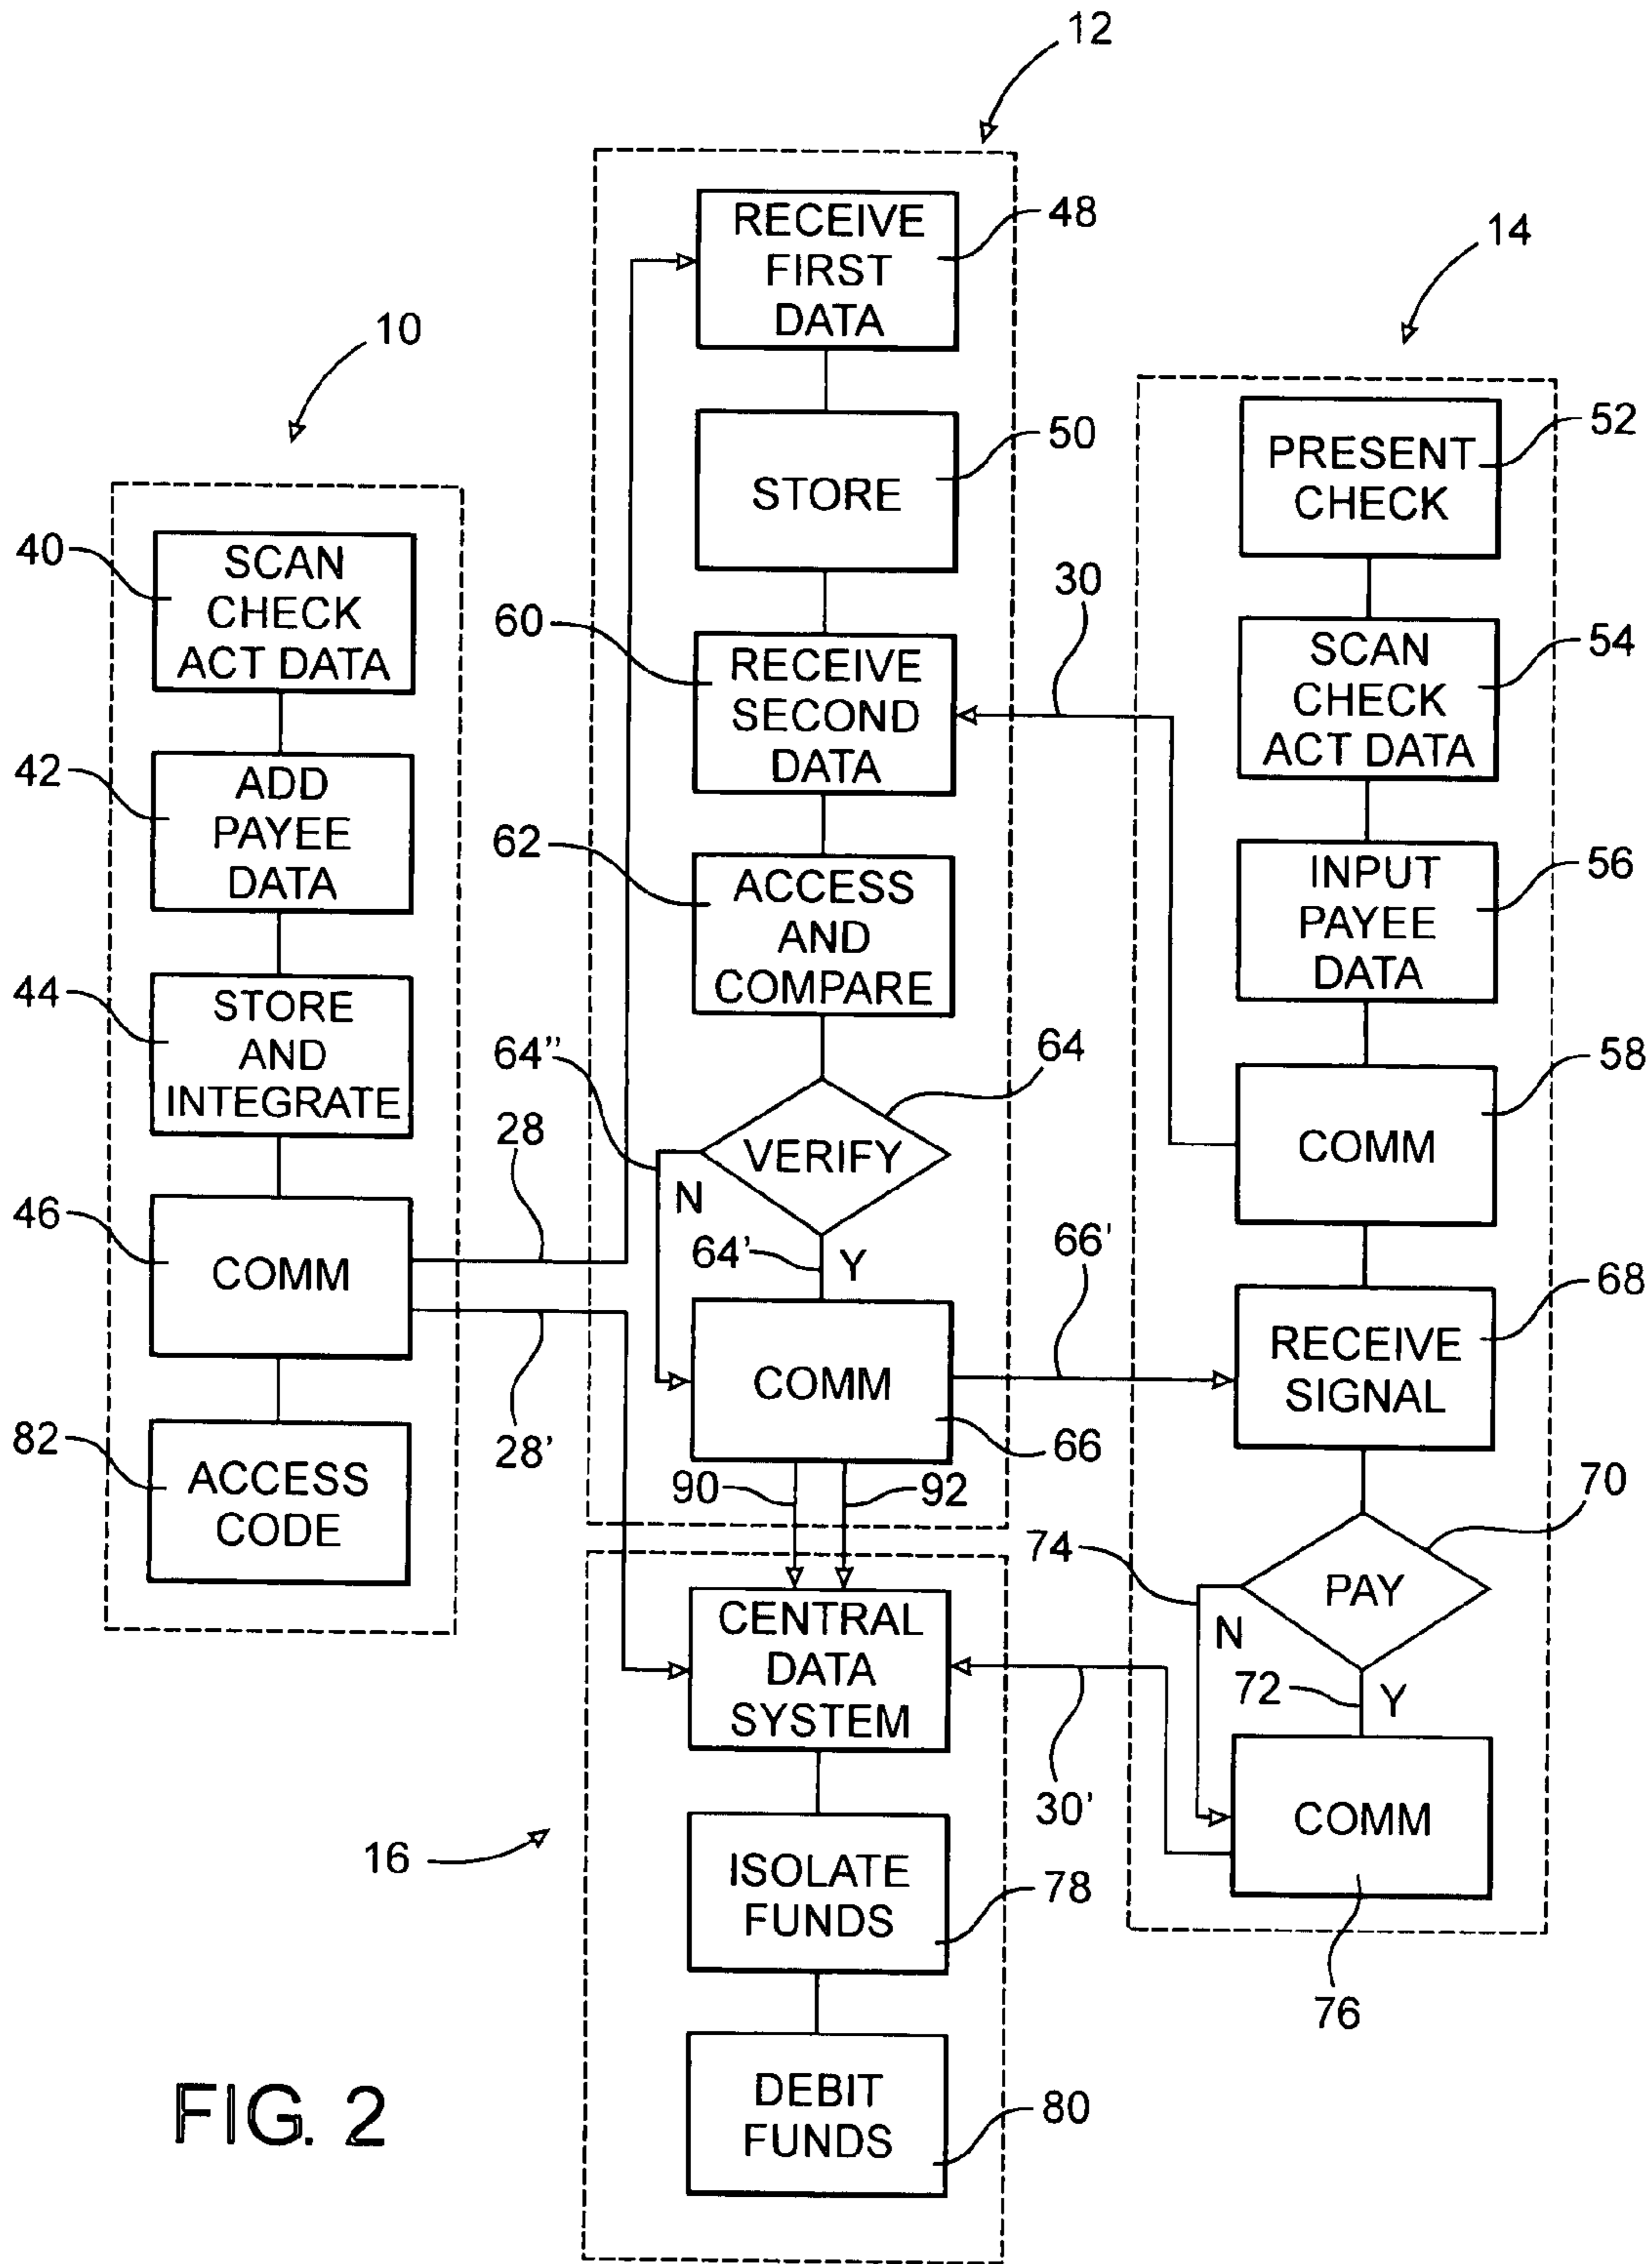 12
RECEIVE
FIRST
DATA
48
14
10
STORE
50
PRESENT
CHECK
52
40
SCAN
CHECK
ACT DATA
60
RECEIVE
SECOND
DATA
30
SCAN
CHECK
ACT DATA
54
42
ADD
PAYEE
DATA
62
ACCESS
AND
COMPARE
INPUT
PAYEE
DATA
56
44
STORE
AND
INTEGRATE
64”
64
VERIFY
N
64’
Y
58
COMM
46
COMM
28
28’
COMM
66
66’
68
RECEIVE
SIGNAL
82
ACCESS
CODE
90
92
70
PAY
74
N
72
Y
CENTRAL
DATA
SYSTEM
30’
COMM
76
16
ISOLATE
FUNDS
78
DEBIT
FUNDS
80
FIG. 2